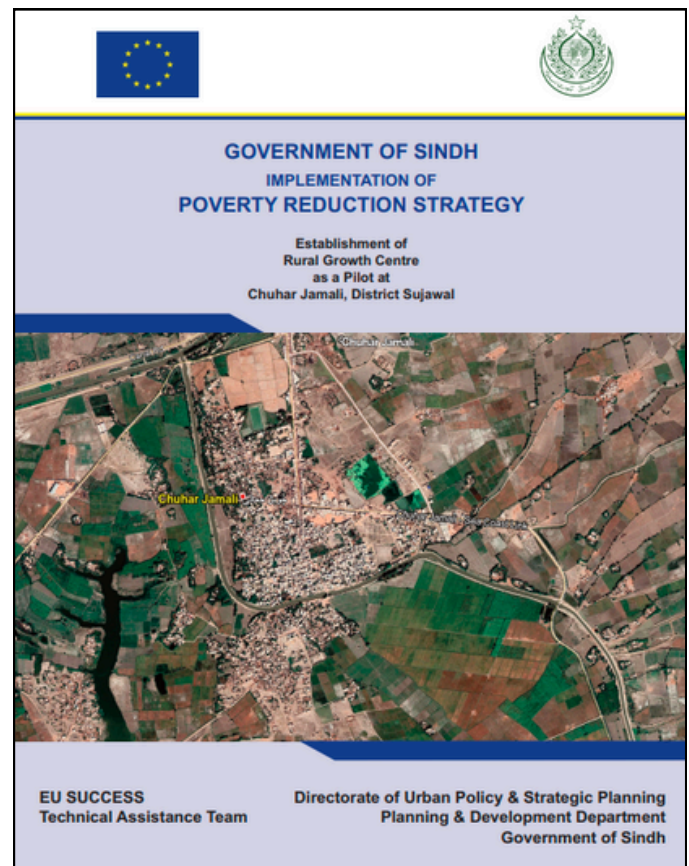 GOVERNMENT OF SINDH
IMPLEMENTATION OF
POVERTY REDUCTION STRATEGY
Establishment of
Rural Growth Centre
as a Pilot at
Chuhar Jamali, District Sujawal
Chuhar Jamali
Chuhar Jamali
EU SUCCESS
Technical Assistance Team
Directorate of Urban Policy & Strategic Planning
Planning & Development Department
Government of Sindh